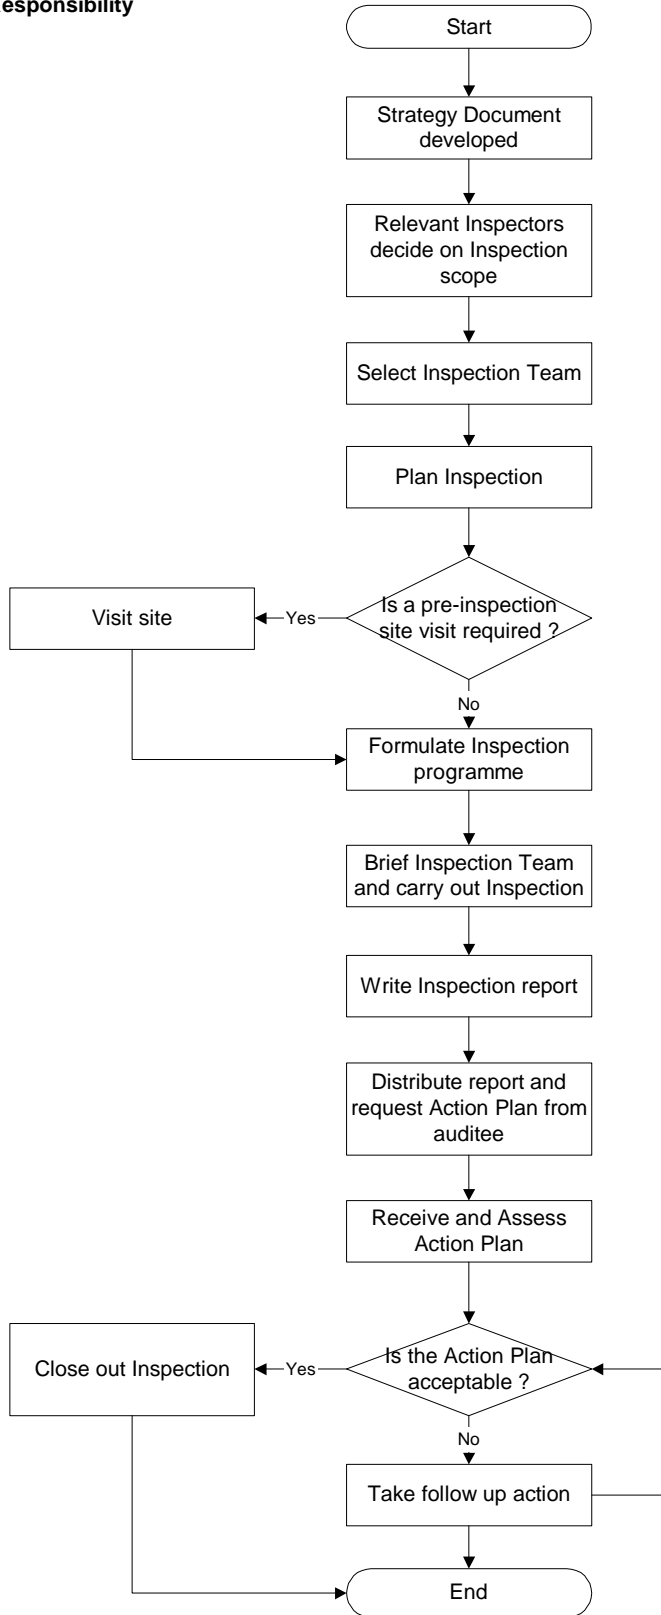 Responsibility
Start
Strategy Document
developed
Relevant Inspectors
decide on Inspection
scope
Select Inspection Team
Plan Inspection
Is a pre-inspection
site visit required ?
Yes
Visit site
No
Formulate Inspection
programme
Brief Inspection Team
and carry out Inspection
Write Inspection report
Distribute report and
request Action Plan from
auditee
Receive and Assess
Action Plan
Is the Action Plan
acceptable ?
Yes
Close out Inspection
No
Take follow up action
End